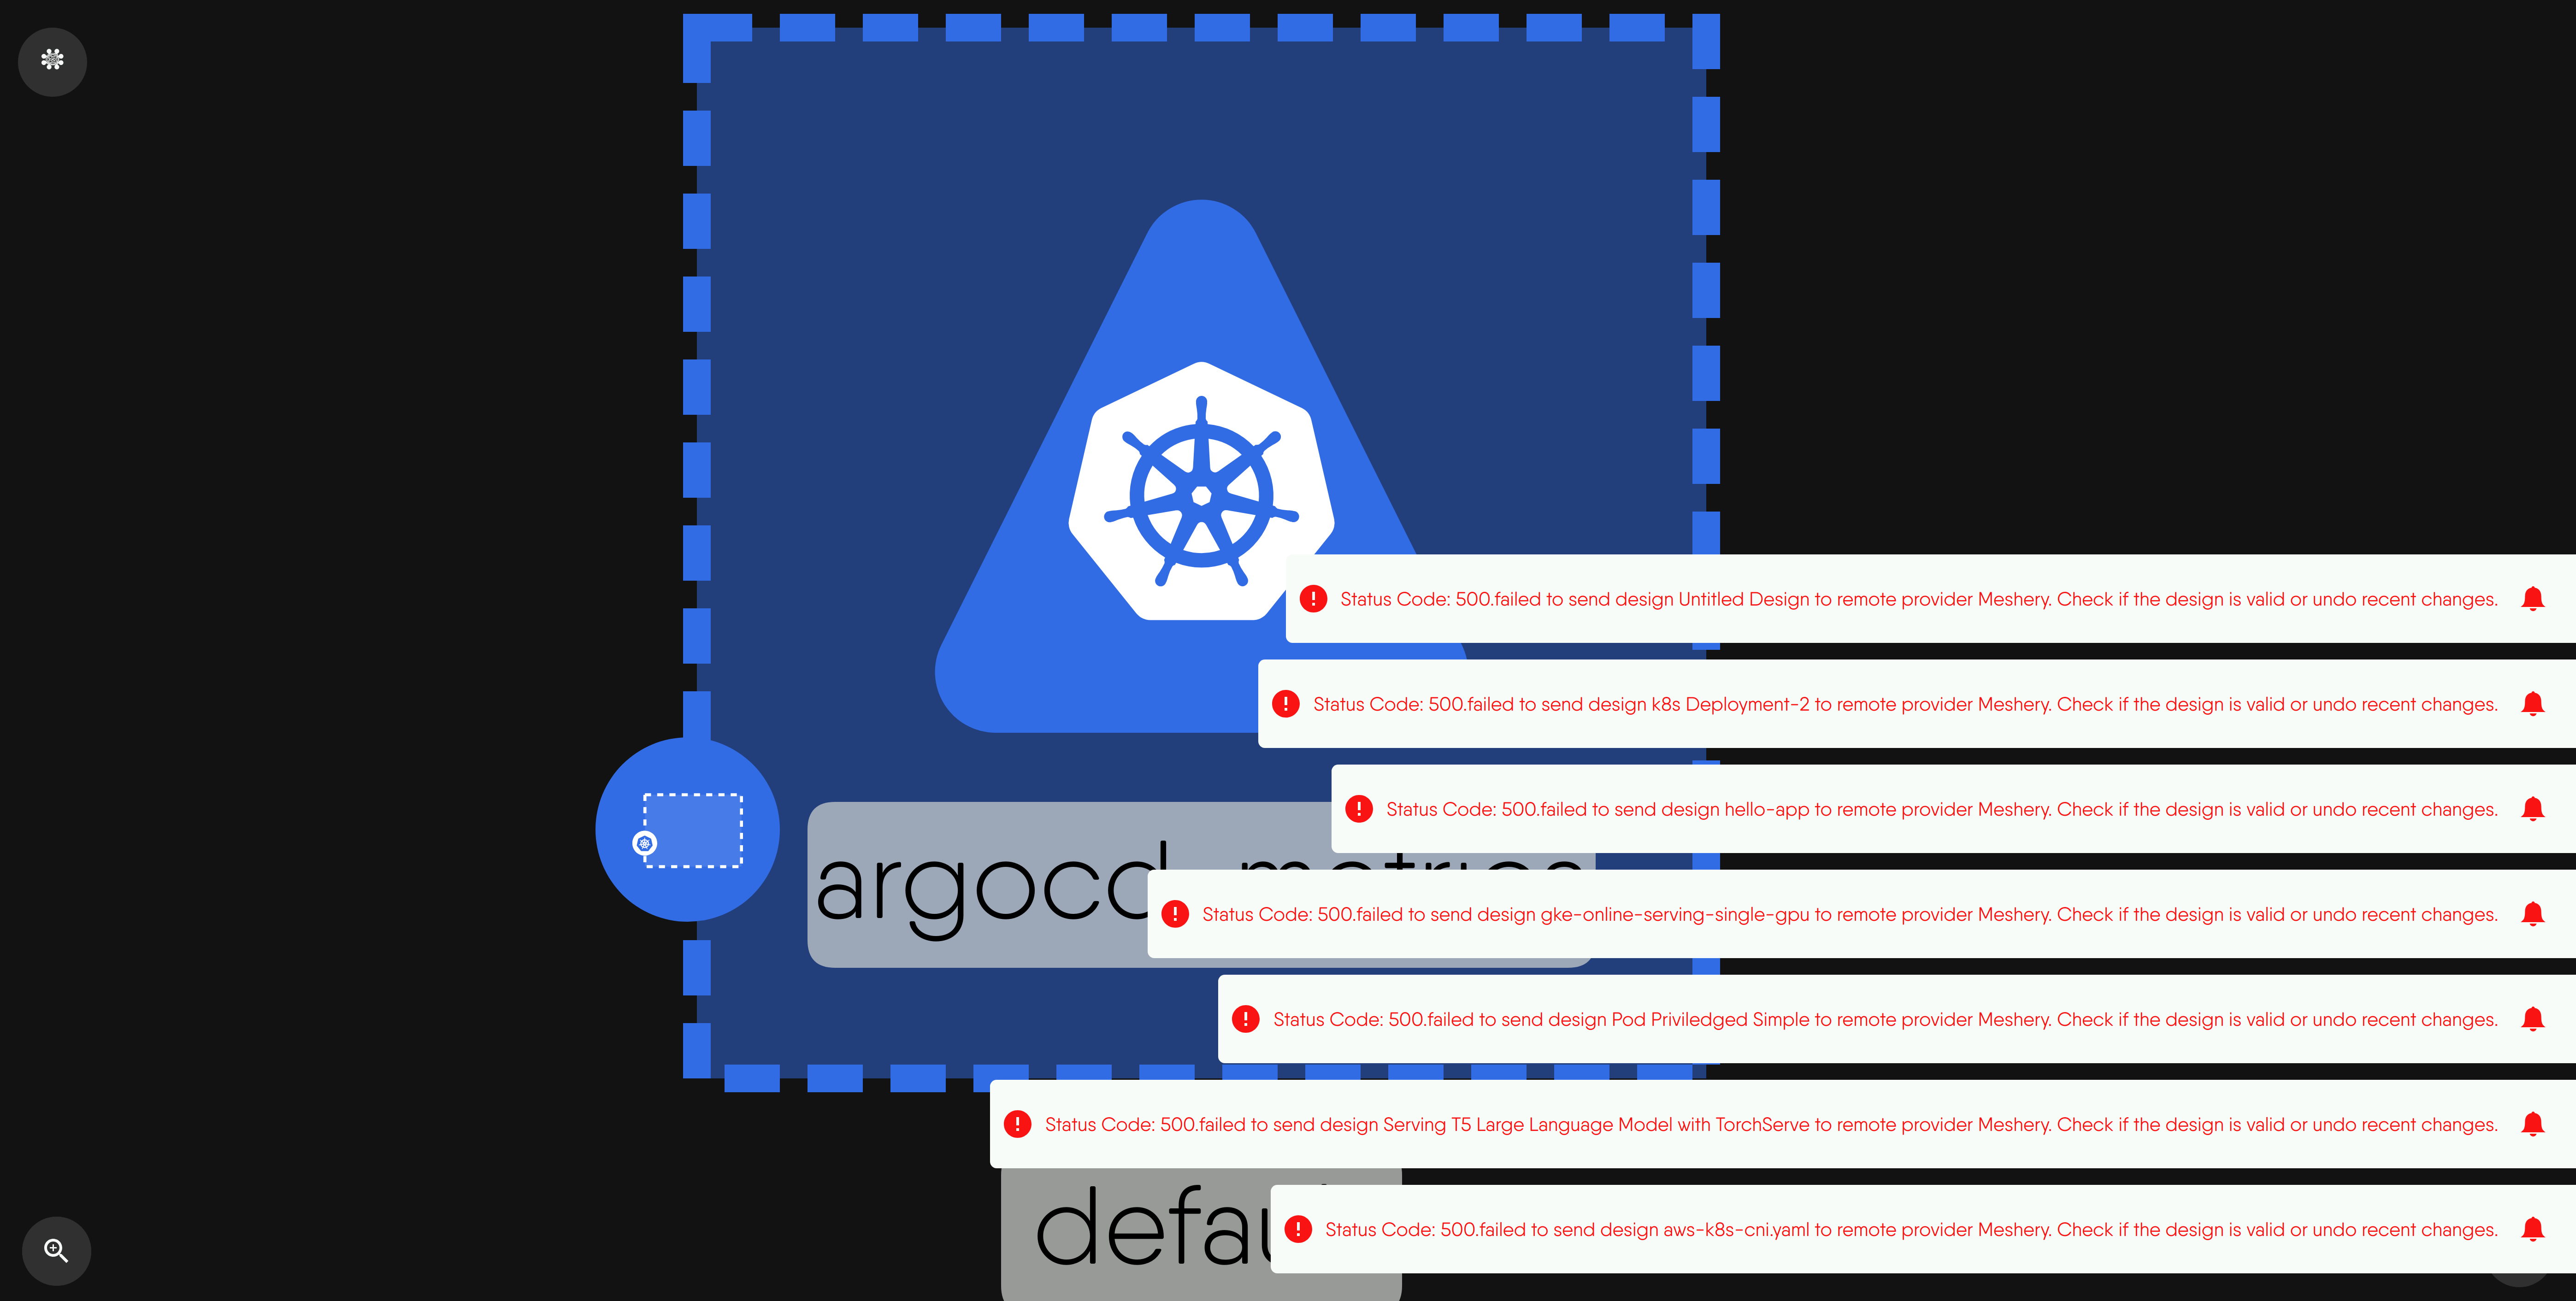 Status Code: 500.failed to send design Untitled Design to remote provider Meshery. Check if the design is valid or undo recent changes.
Status Code: 500.failed to send design k8s Deployment-2 to remote provider Meshery. Check if the design is valid or undo recent changes.
Status Code: 500.failed to send design hello-app to remote provider Meshery. Check if the design is valid or undo recent changes.
argocd-metrics
Status Code: 500.failed to send design gke-online-serving-single-gpu to remote provider Meshery. Check if the design is valid or undo recent changes.
Status Code: 500.failed to send design Pod Priviledged Simple to remote provider Meshery. Check if the design is valid or undo recent changes.
Status Code: 500.failed to send design Serving T5 Large Language Model with TorchServe to remote provider Meshery. Check if the design is valid or undo recent changes.
defau
Status Code: 500.failed to send design aws-k8s-cni.yaml to remote provider Meshery. Check if the design is valid or undo recent changes.